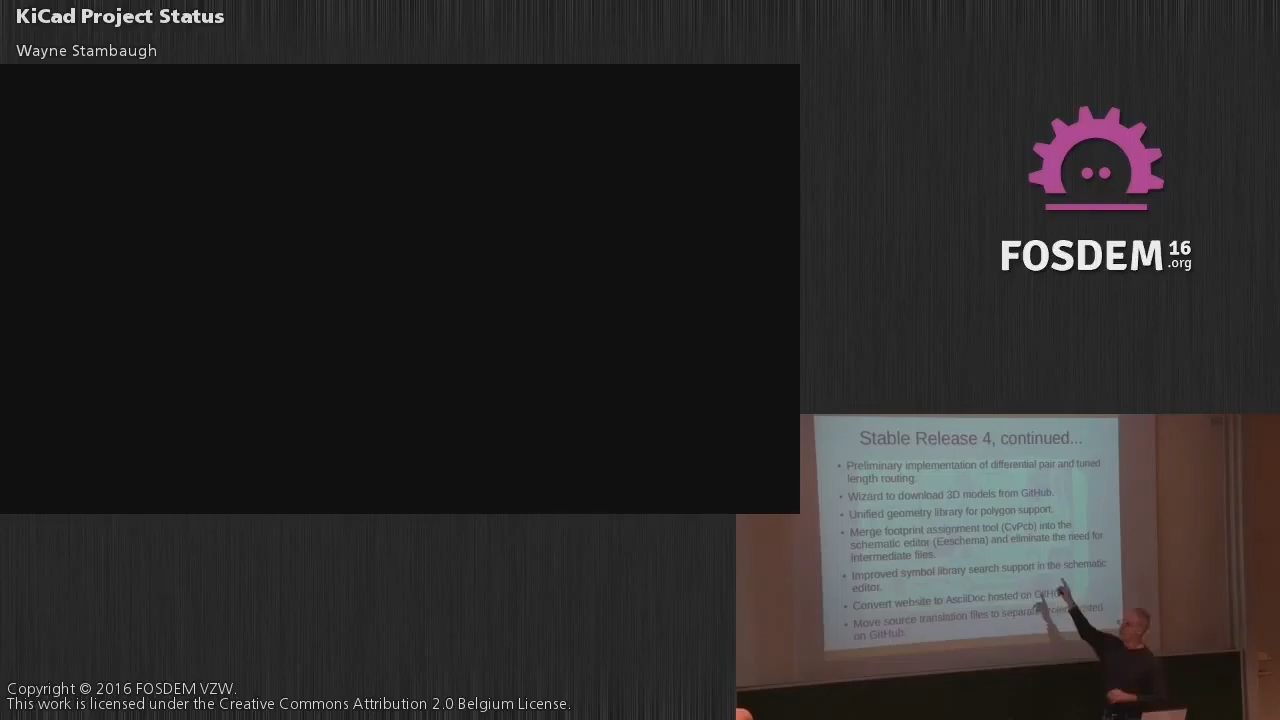 KiCad Project Status
Wayne Stambaugh
FOSDEM 16
.org
Stable Release 4, continued...
• Preliminary implementation of differential pair and tuned
length routing.
• Wizard to download 3D models from GitHub.
• Unified geometry library for polygon support.
• Merge footprint assignment tool (CvPcb) into the
schematic editor (Eeschema) and eliminate the need for
intermediate files.
• Improved symbol library search support in the schematic
editor.
• Convert website to AsciiDoc hosted on
• Move source translation files to
on GitHub.
Copyright © 2016 FOSDEM VZW.
This work is licensed under the Creative Commons Attribution 2.0 Belgium License.